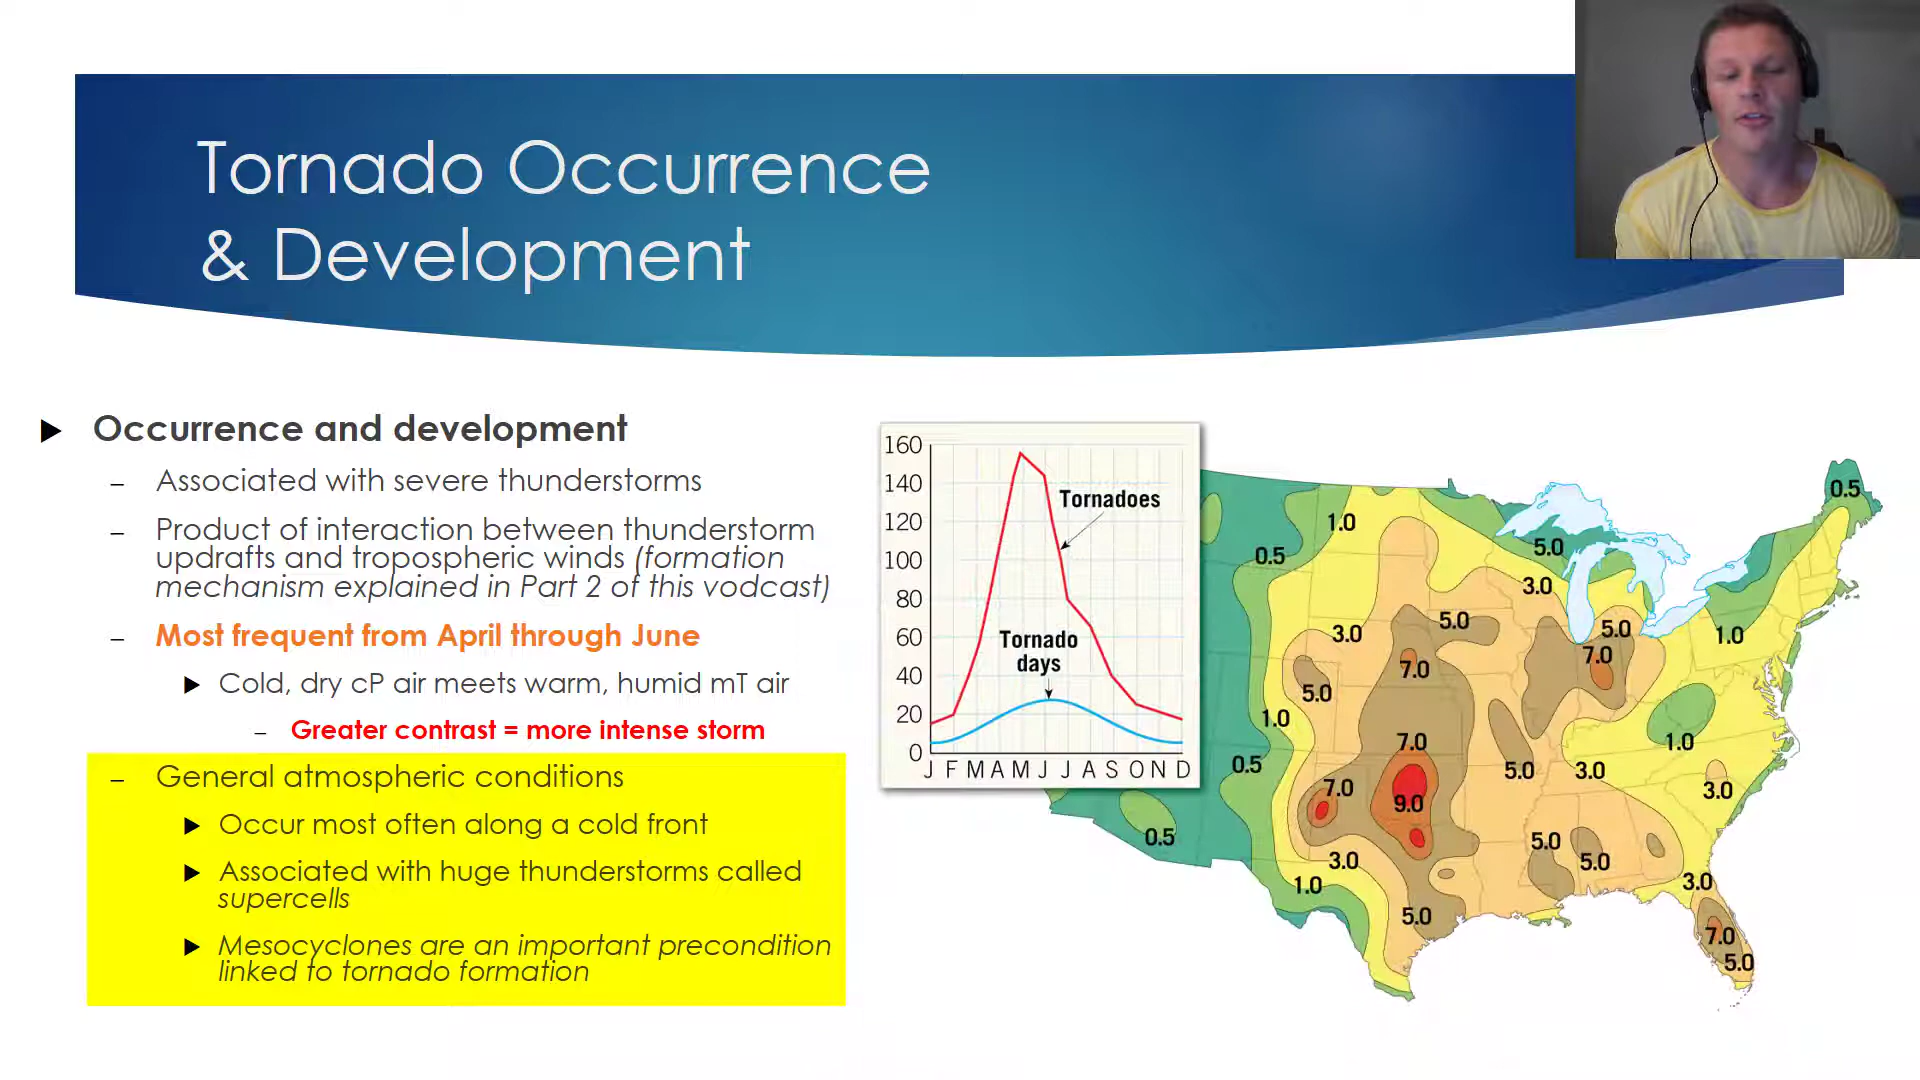 Tornado Occurrence
& Development
Occurrence and development
– Associated with severe thunderstorms
– Product of interaction between thunderstorm
updrafts and tropospheric winds (formation
mechanism explained in Part 2 of this vodcast)
– Most frequent from April through June
Cold, dry cP air meets warm, humid mT air
– Greater contrast = more intense storm
– General atmospheric conditions
Occur most often along a cold front
Associated with huge thunderstorms called
supercells
Mesocyclones are an important precondition
linked to tornado formation
160
140
120
100
80
60
40
20
0
Tornadoes
Tornado
days
J F M A M J J A S O N D
0.5
1.0
5.0
0.5
3.0
5.0
5.0
3.0
1.0
7.0
7.0
5.0
1.0
7.0
1.0
0.5
5.0
3.0
7.0
3.0
9.0
0.5
5.0
3.0
5.0
1.0
3.0
5.0
7.0
5.0